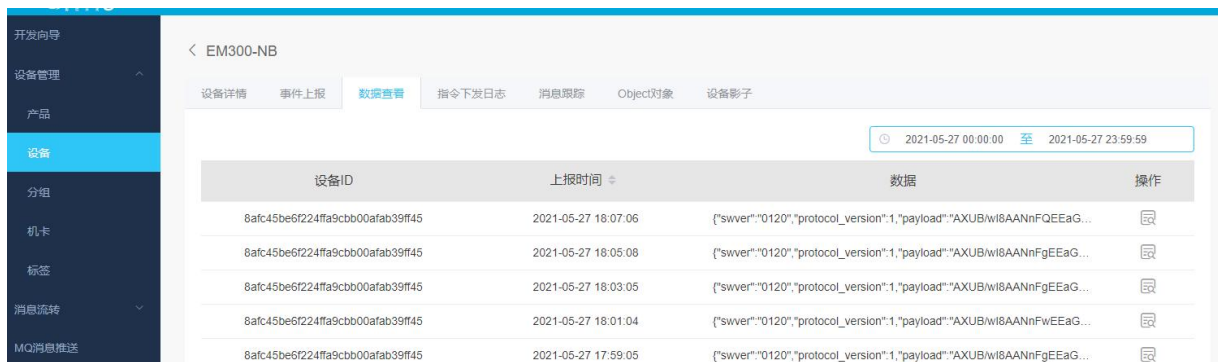 开发向导
设备管理
产品
设备
分组
机卡
标签
消息流转
MQ消息推送
< EM300-NB
设备详情 事件上报 数据查看 指令下发日志 消息跟踪 Object对象 设备影子
2021-05-27 00:00:00 至 2021-05-27 23:59:59
设备ID 上报时间 数据 操作
8afc45be6f224ffa9cbb00afab39ff45 2021-05-27 18:07:06 {"swver":"0120","protocol_version":1,"payload":"AXUB/wI8AANnFQEEaG...
8afc45be6f224ffa9cbb00afab39ff45 2021-05-27 18:05:08 {"swver":"0120","protocol_version":1,"payload":"AXUB/wI8AANnFgEEaG...
8afc45be6f224ffa9cbb00afab39ff45 2021-05-27 18:03:05 {"swver":"0120","protocol_version":1,"payload":"AXUB/wI8AANnFgEEaG...
8afc45be6f224ffa9cbb00afab39ff45 2021-05-27 18:01:04 {"swver":"0120","protocol_version":1,"payload":"AXUB/wI8AANnFwEEaG...
8afc45be6f224ffa9cbb00afab39ff45 2021-05-27 17:59:05 {"swver":"0120","protocol_version":1,"payload":"AXUB/wI8AANnFgEEaG...